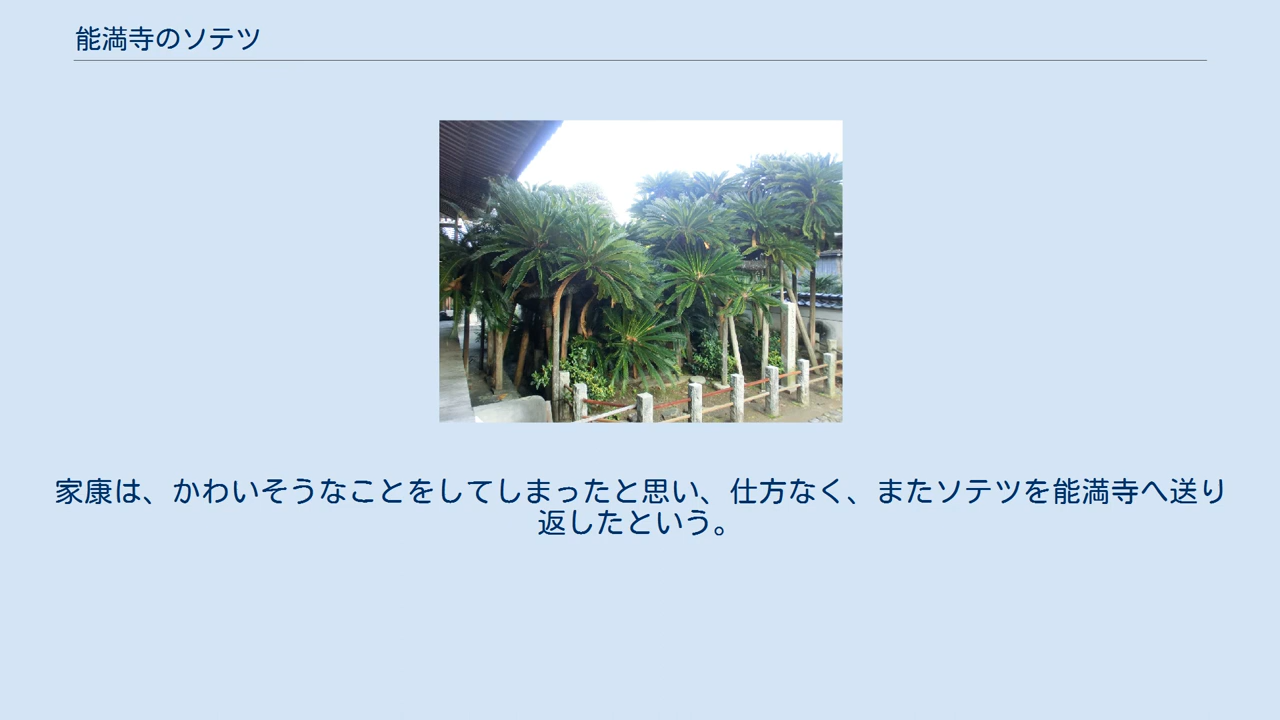 能満寺のソテツ
家康は、かわいそうなことをしてしまったと思い、仕方なく、またソテツを能満寺へ送り
返したという。